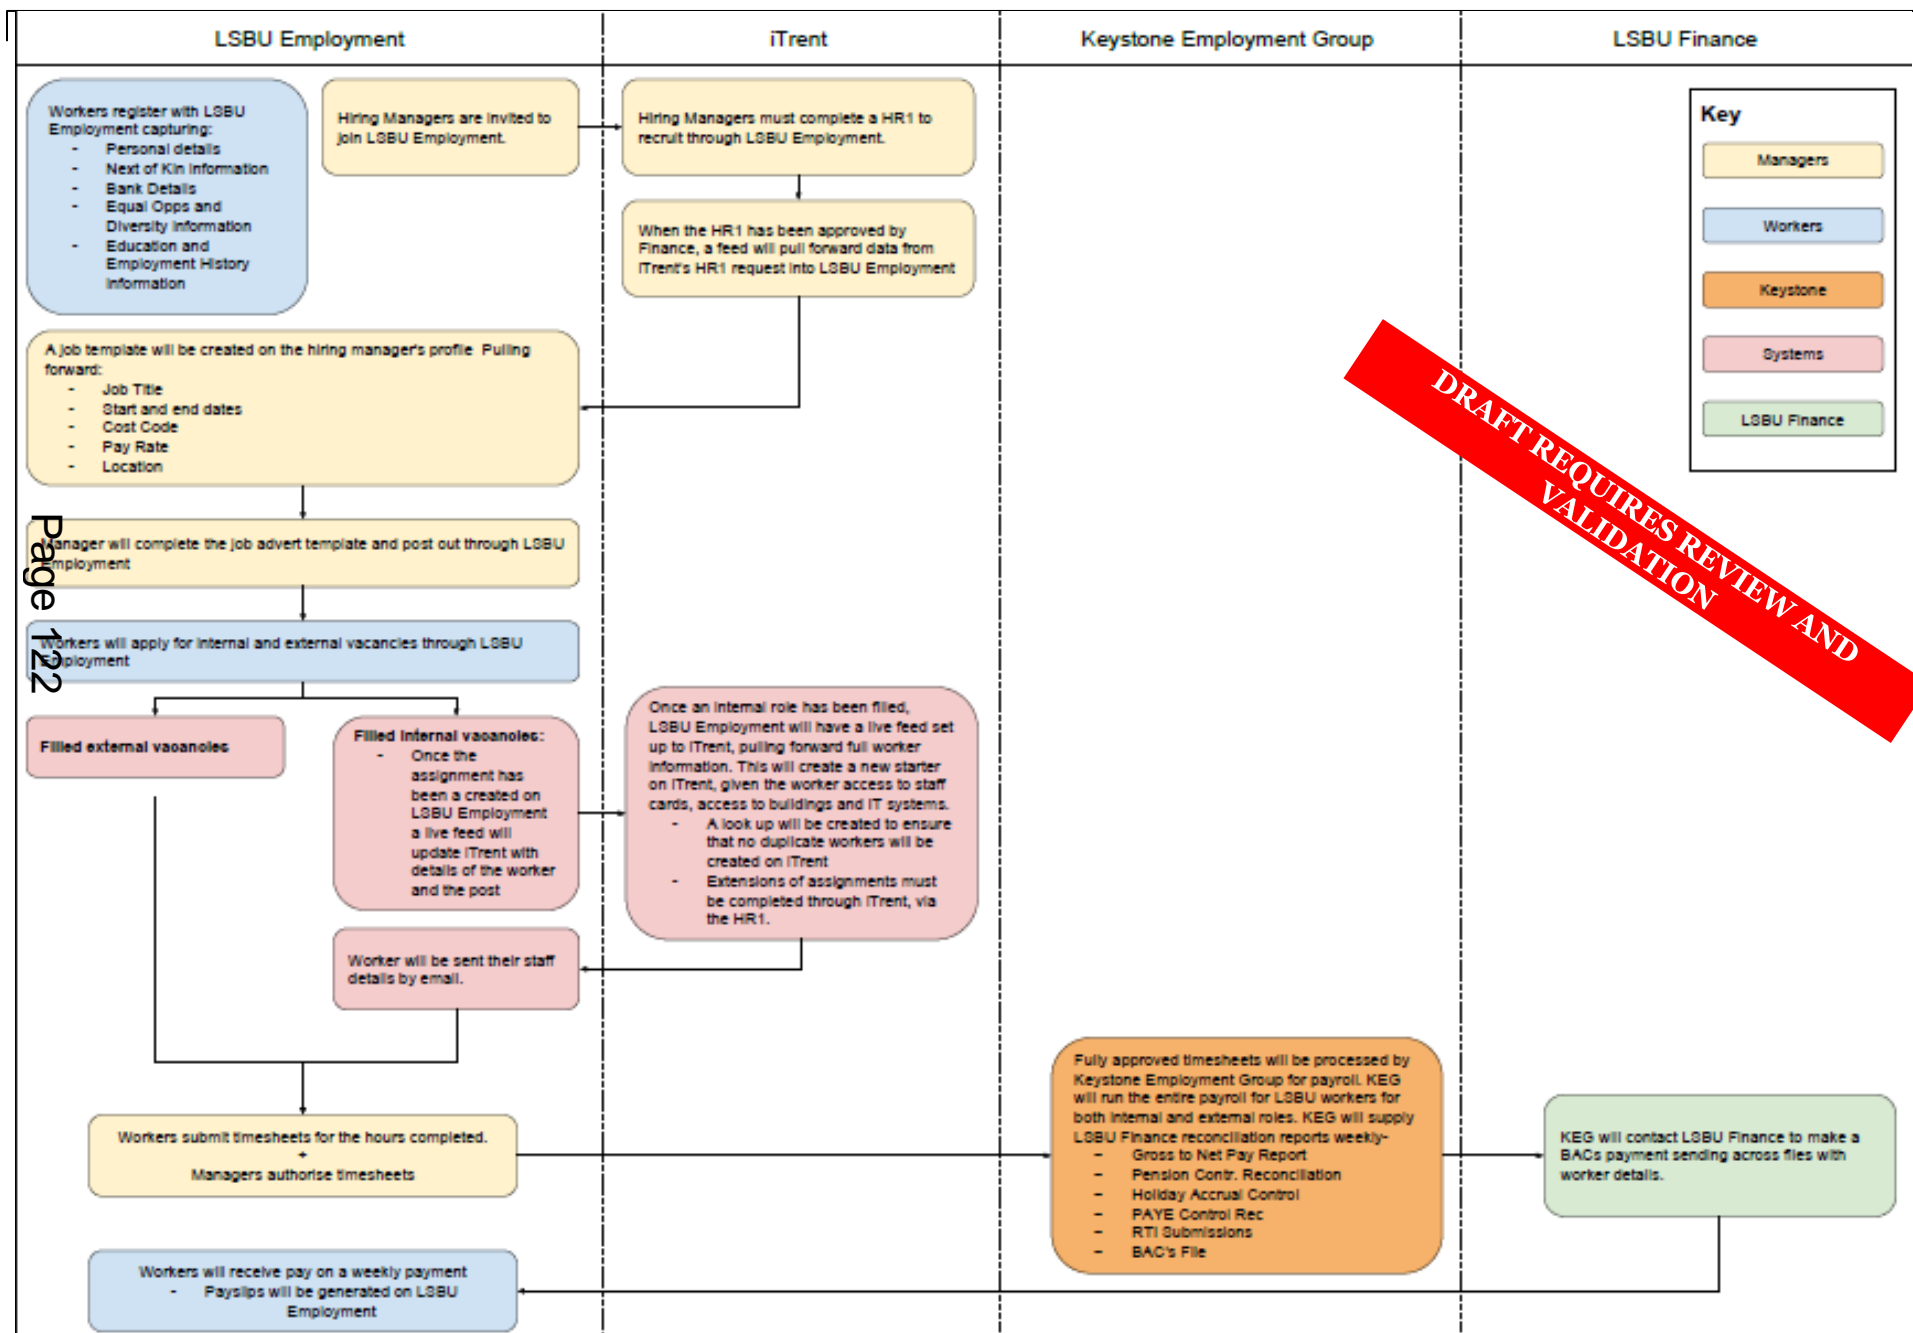 LSBU Employment
iTrent
Keystone Employment Group
LSBU Finance
Workers register with LSBU
Employment capturing:
- Personal details
- Next of Kin information
- Bank Details
- Equal Opps and
Diversity information
- Education and
Employment History
information
Hiring Managers are invited to
join LSBU Employment.
Hiring Managers must complete a HR1 to
recruit through LSBU Employment.
When the HR1 has been approved by
Finance, a feed will pull forward data from
iTrent's HR1 request into LSBU Employment
Key
Managers
Workers
Keystone
Systems
LSBU Finance
A job template will be created on the hiring manager's profile Pulling
forward:
- Job Title
- Start and end dates
- Cost Code
- Pay Rate
- Location
DRAFT REQUIRES REVIEW AND
VALIDATION
Manager will complete the job advert template and post out through LSBU
Employment
Page 122
Workers will apply for internal and external vacancies through LSBU
Employment
Filled external vacancies
Filled internal vacancies:
- Once the
assignment has
been a created on
LSBU Employment
a live feed will
update iTrent with
details of the worker
and the post
Once an internal role has been filled,
LSBU Employment will have a live feed set
up to iTrent, pulling forward full worker
information. This will create a new starter
on iTrent, given the worker access to staff
cards, access to buildings and IT systems.
- A look up will be created to ensure
that no duplicate workers will be
created on iTrent
- Extensions of assignments must
be completed through iTrent, via
the HR1.
Worker will be sent their staff
details by email.
Workers submit timesheets for the hours completed.
+
Managers authorise timesheets
Fully approved timesheets will be processed by
Keystone Employment Group for payroll. KEG
will run the entire payroll for LSBU workers for
both internal and external roles. KEG will supply
LSBU Finance reconciliation reports weekly-
- Gross to Net Pay Report
- Pension Contr. Reconciliation
- Holiday Accrual Control
- PAYE Control Rec
- RTI Submissions
- BAC's File
KEG will contact LSBU Finance to make a
BACs payment sending across files with
worker details.
Workers will receive pay on a weekly payment
- Payslips will be generated on LSBU
Employment